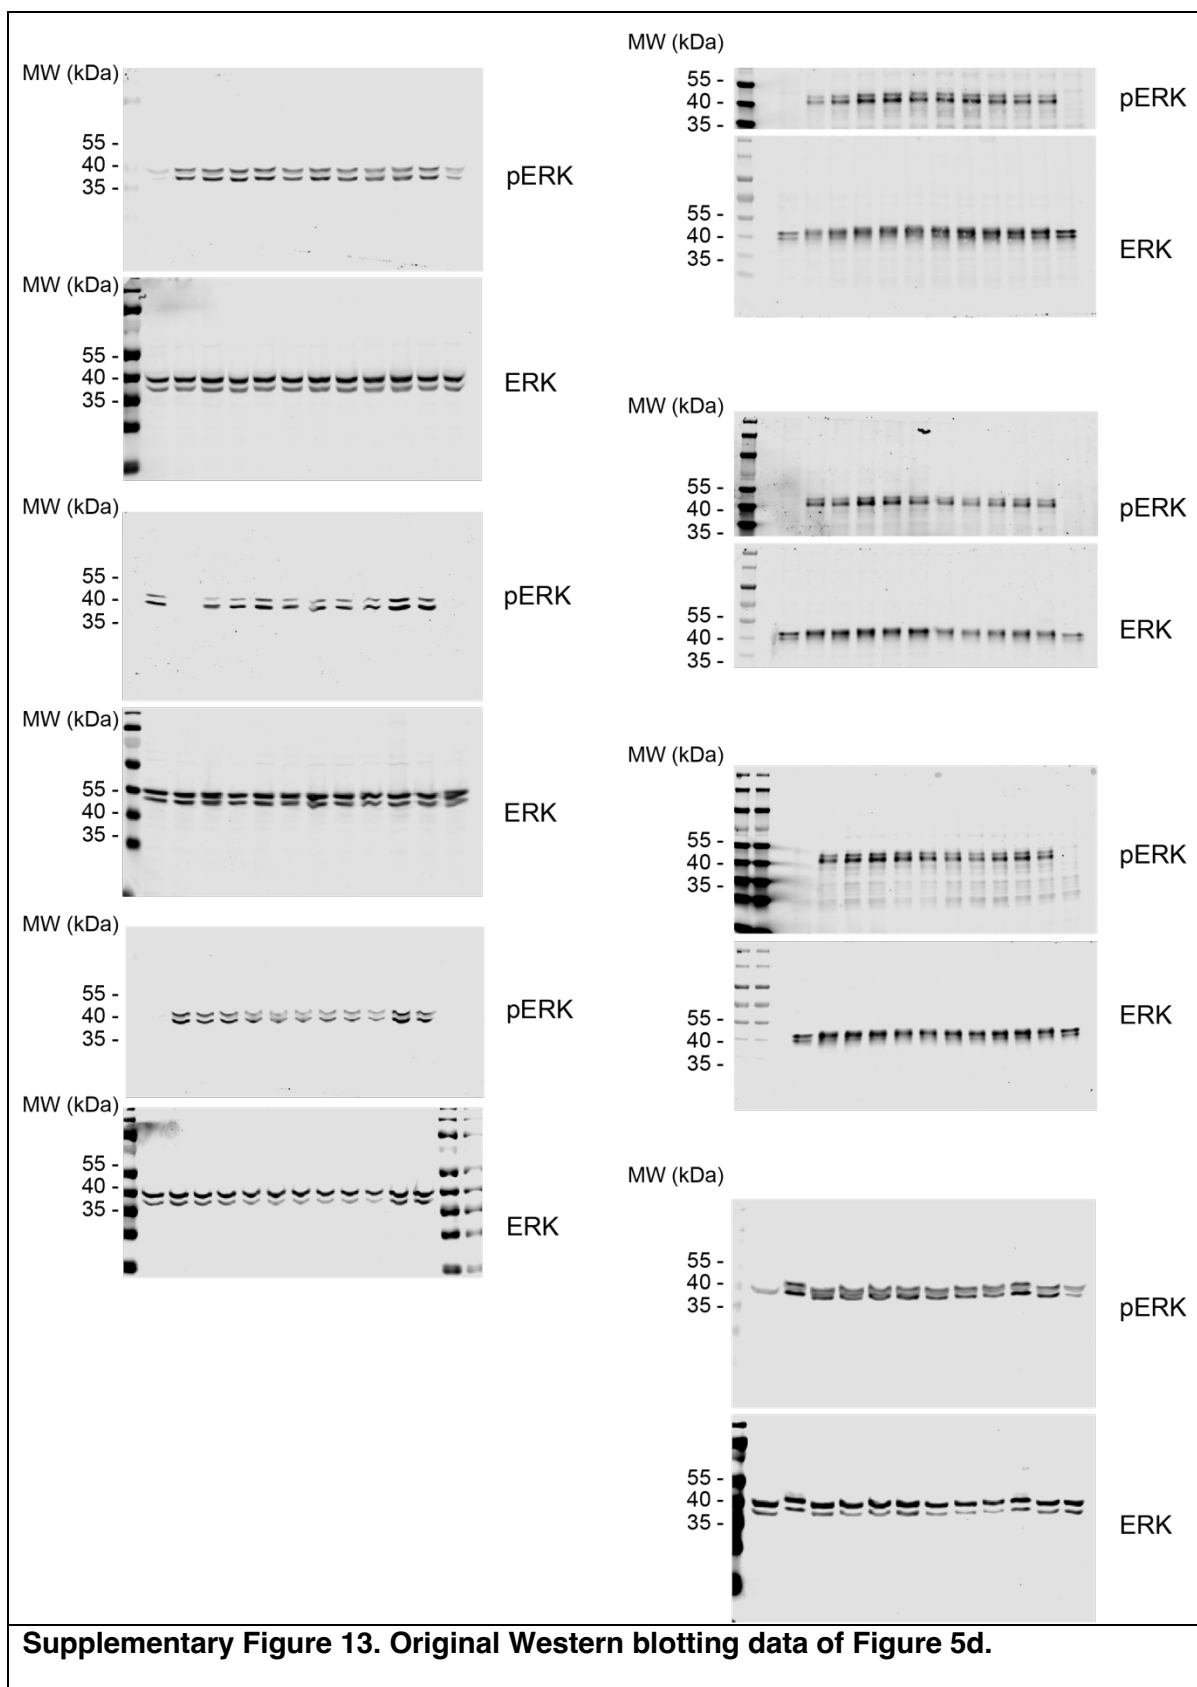 MW (kDa)
55 -
40 -
35 -
pERK
MW (kDa)
55 -
40 -
35 -
ERK
MW (kDa)
55 -
40 -
35 -
pERK
MW (kDa)
55 -
40 -
35 -
ERK
MW (kDa)
55 -
40 -
35 -
pERK
MW (kDa)
55 -
40 -
35 -
ERK
MW (kDa)
55 -
40 -
35 -
pERK
55 -
40 -
35 -
ERK
MW (kDa)
55 -
40 -
35 -
pERK
55 -
40 -
35 -
ERK
MW (kDa)
55 -
40 -
35 -
pERK
55 -
40 -
35 -
ERK
MW (kDa)
55 -
40 -
35 -
pERK
55 -
40 -
35 -
ERK
Supplementary Figure 13. Original Western blotting data of Figure 5d.